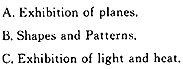 A. Exhibition of planes.
B. Shapes and Patterns.
C. Exhibition of light and heat.